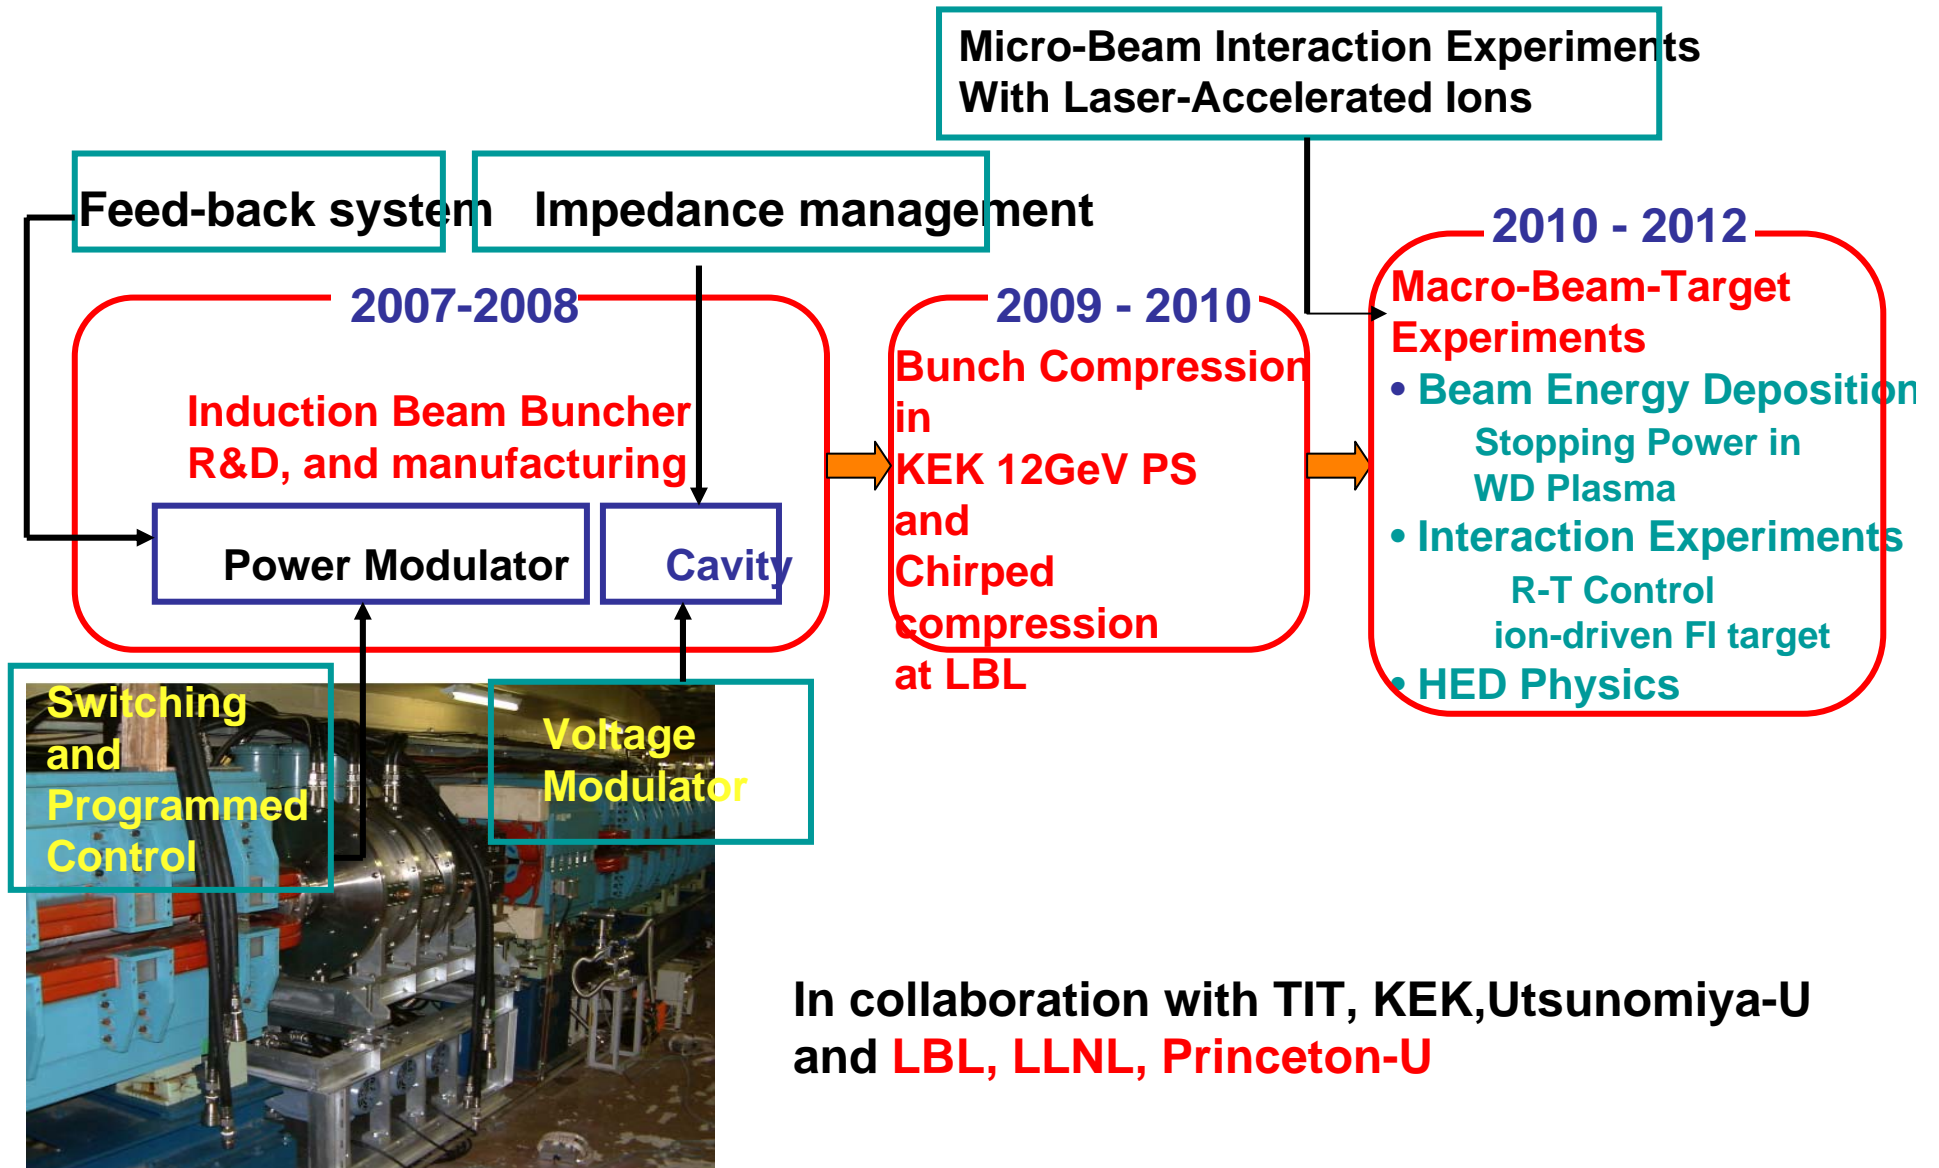 Micro-Beam Interaction Experiments
With Laser-Accelerated Ions
Feed-back system
Impedance management
2007-2008
Induction Beam Buncher
R&D, and manufacturing
Power Modulator
Cavity
2009 - 2010
Bunch Compression
in
KEK 12GeV PS
and
Chirped
compression
at LBL
2010 - 2012
Macro-Beam-Target
Experiments
• Beam Energy Deposition
Stopping Power in
WD Plasma
• Interaction Experiments
R-T Control
ion-driven FI target
• HED Physics
Switching
and
Programmed
Control
Voltage
Modulator
In collaboration with TIT, KEK,Utsunomiya-U
and LBL, LLNL, Princeton-U